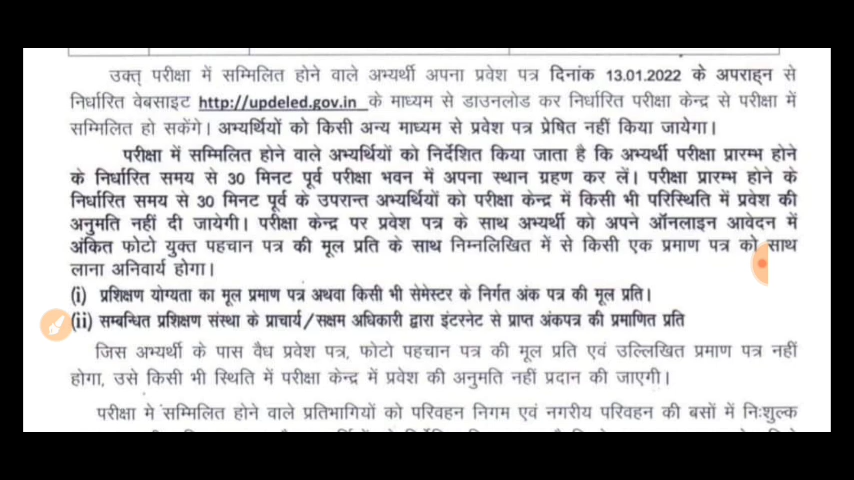 उक्त् परीक्षा में सम्मिलित होने वाले अभ्यर्थी अपना प्रवेश पत्र दिनांक 13.01.2022 के अपराह्न से
निर्धारित वेबसाइट http://updeled.gov.in के माध्यम से डाउनलोड कर निर्धारित परीक्षा केन्द्र से परीक्षा में
सम्मिलित हो सकेंगे। अभ्यर्थियों को किसी अन्य माध्यम से प्रवेश पत्र प्रेषित नहीं किया जायेगा।
परीक्षा में सम्मिलित होने वाले अभ्यर्थियों को निर्देशित किया जाता है कि अभ्यर्थी परीक्षा प्रारम्भ होने
के निर्धारित समय से 30 मिनट पूर्व परीक्षा भवन में अपना स्थान ग्रहण कर लें। परीक्षा प्रारम्भ होने के
निर्धारित समय से 30 मिनट पूर्व के उपरान्त अभ्यर्थियों को परीक्षा केन्द्र में किसी भी परिस्थिति में प्रवेश की
अनुमति नहीं दी जायेगी। परीक्षा केन्द्र पर प्रवेश पत्र के साथ अभ्यर्थी को अपने ऑनलाइन आवेदन में
अंकित फोटो युक्त पहचान पत्र की मूल प्रति के साथ निम्नलिखित में से किसी एक प्रमाण पत्र को साथ
लाना अनिवार्य होगा।
(i) प्रशिक्षण योग्यता का मूल प्रमाण पत्र अथवा किसी भी सेमेस्टर के निर्गत अंक पत्र की मूल प्रति।
(ii) सम्बन्धित प्रशिक्षण संस्था के प्राचार्य/सक्षम अधिकारी द्वारा इंटरनेट से प्राप्त अंकपत्र की प्रमाणित प्रति
जिस अभ्यर्थी के पास वैध प्रवेश पत्र, फोटो पहचान पत्र की मूल प्रति एवं उल्लिखित प्रमाण पत्र नहीं
होगा, उसे किसी भी स्थिति में परीक्षा केन्द्र में प्रवेश की अनुमति नहीं प्रदान की जाएगी।
परीक्षा मे सम्मिलित होने वाले प्रतिभागियों को परिवहन निगम एवं नगरीय परिवहन की बसों में निःशुल्क